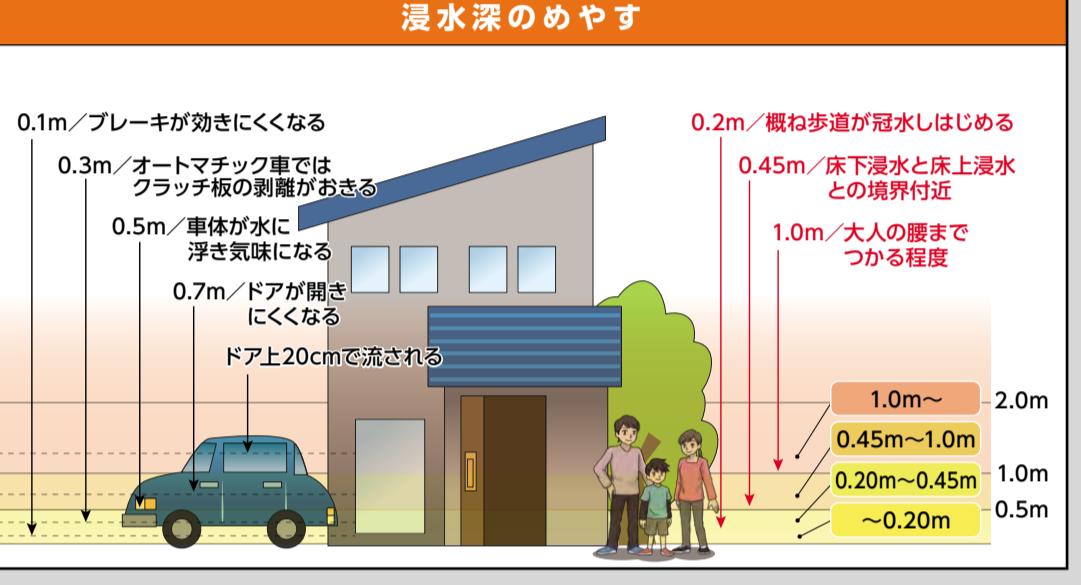 浸水深のめやす
0.1m／ブレーキが効きにくくなる
0.3m／オートマチック車では
クラッチ板の剥離がおきる
0.5m／車体が水に
浮き気味になる
0.7m／ドアが開き
にくくなる
ドア上20cmで流される
0.2m／概ね歩道が冠水しはじめる
0.45m／床下浸水と床上浸水
との境界付近
1.0m／大人の腰まで
つかる程度
1.0m～
2.0m
0.45m～1.0m
1.0m
0.20m～0.45m
0.5m
～0.20m